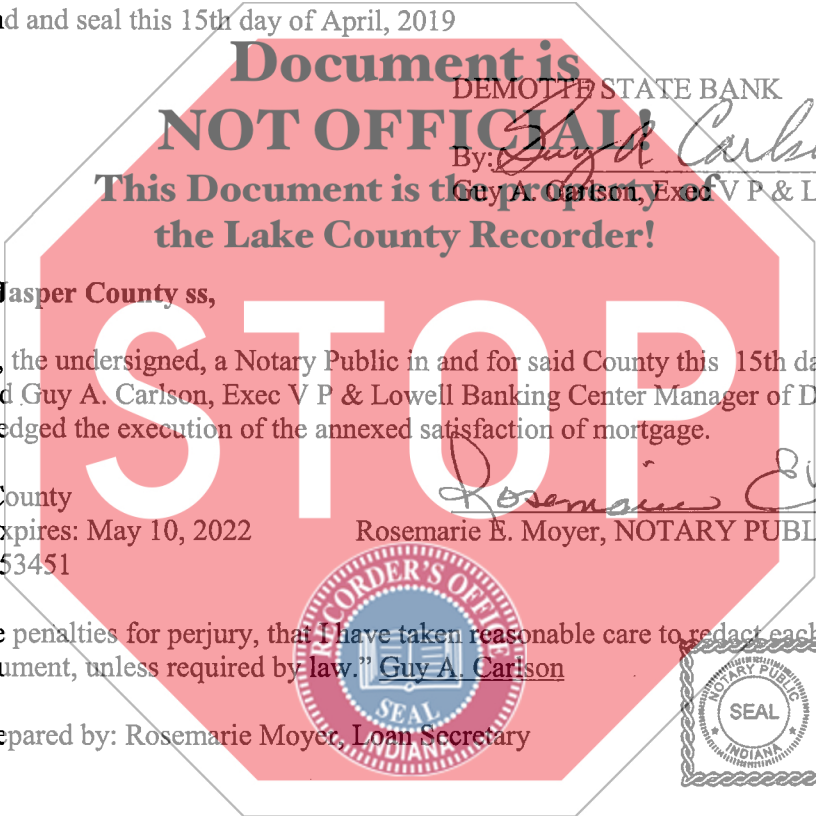 nd and seal this 15th day of April, 2019
Document is
NOT OFFICIAL!
This Document is the property of
the Lake County Recorder!
DEMOTTE STATE BANK
By: Guy A Carls
Guy A. Carlson, Exec V P & L
Jasper County ss,
STOP
, the undersigned, a Notary Public in and for said County this 15th da
d Guy A. Carlson, Exec V P & Lowell Banking Center Manager of D
edged the execution of the annexed satisfaction of mortgage.
County
xpires: May 10, 2022
53451
Rosemarie E
Rosemarie E. Moyer, NOTARY PUBL
RECORDER'S OFFICE
SEAL
INDIANA
e penalties for perjury, that I have taken reasonable care to redact each
ument, unless required by law." Guy A. Carlson
epared by: Rosemarie Moyer, Loan Secretary
NOTARY PUBLIC
SEAL
INDIANA